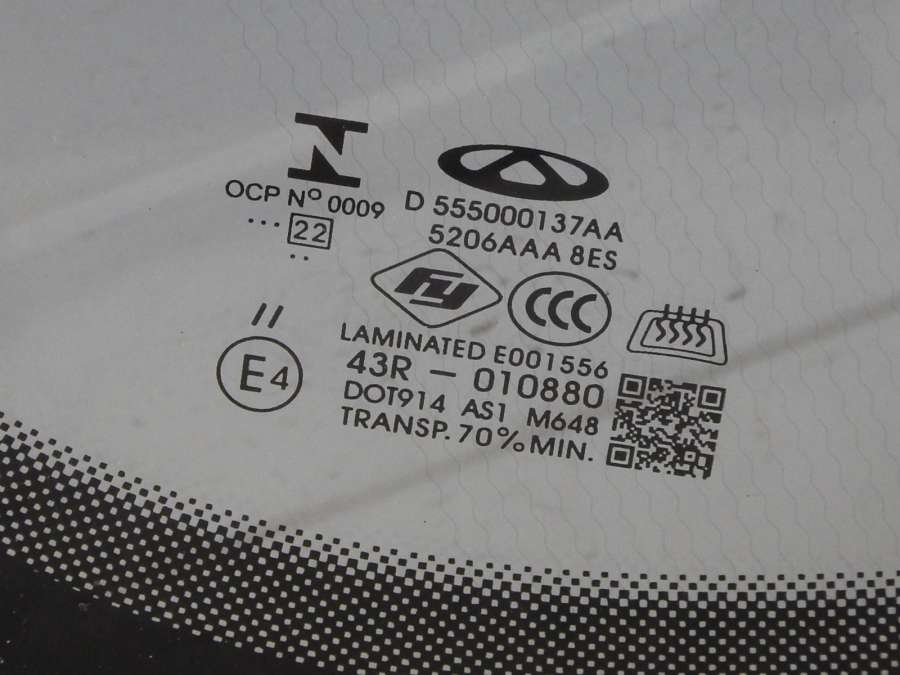 OCP Nº 0009
··· 22
··
D 555000137AA
5206AAA 8ES
FY
CCC
LAMINATED E001556
//
E4
43R – 010880
DOT914 AS1 M648
TRANSP. 70% MIN.